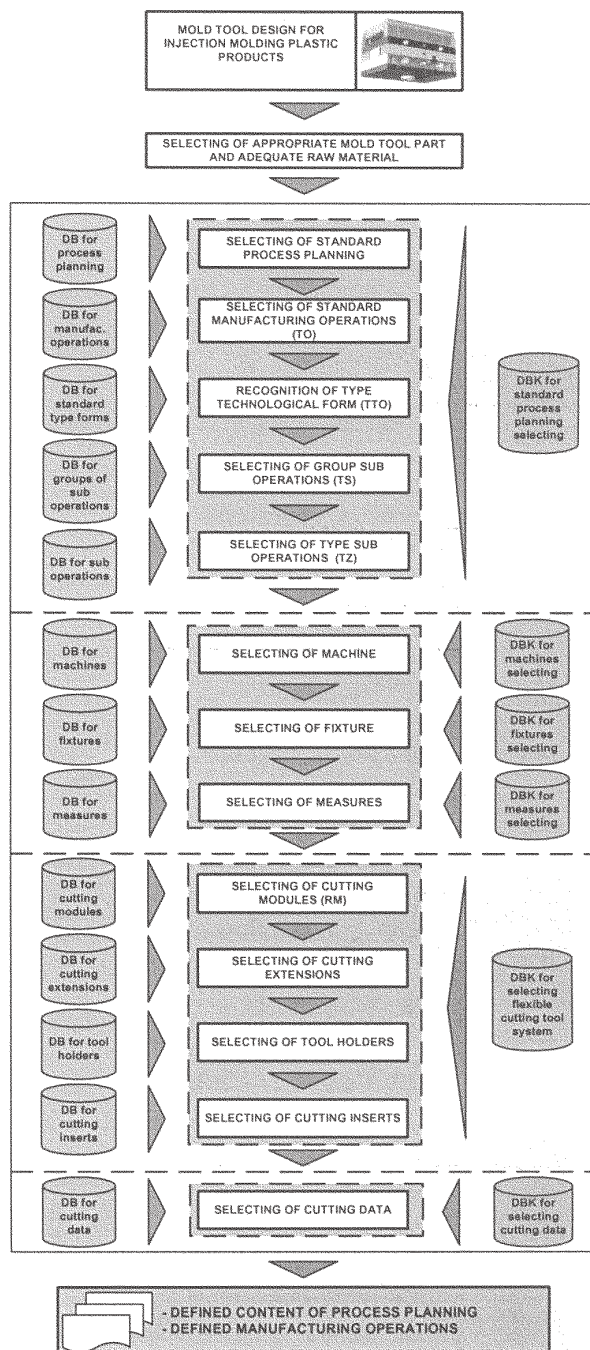 MOLD TOOL DESIGN FOR
INJECTION MOLDING PLASTIC
PRODUCTS
SELECTING OF APPROPRIATE MOLD TOOL PART
AND ADEQUATE RAW MATERIAL
DB for
process
planning
SELECTING OF STANDARD
PROCESS PLANNING
DB for
manufac.
operations
SELECTING OF STANDARD
MANUFACTURING OPERATIONS
(TO)
DB for
standard
type forms
RECOGNITION OF TYPE
TECHNOLOGICAL FORM (TTO)
DBK for
standard
process
planning
selecting
DB for
groups of
sub
operations
SELECTING OF GROUP SUB
OPERATIONS (TS)
DB for sub
operations
SELECTING OF TYPE SUB
OPERATIONS (TZ)
DB for
machines
SELECTING OF MACHINE
DBK for
machines
selecting
DB for
fixtures
SELECTING OF FIXTURE
DBK for
fixtures
selecting
DB for
measures
SELECTING OF MEASURES
DBK for
measures
selecting
DB for
cutting
modules
SELECTING OF CUTTING
MODULES (RM)
DB for
cutting
extensions
SELECTING OF CUTTING
EXTENSIONS
DBK for
selecting
flexible
cutting tool
system
DB for tool
holders
SELECTING OF TOOL HOLDERS
DB for
cutting
inserts
SELECTING OF CUTTING INSERTS
DB for
cutting
data
SELECTING OF CUTTING DATA
DBK for
selecting
cutting data
- DEFINED CONTENT OF PROCESS PLANNING
- DEFINED MANUFACTURING OPERATIONS